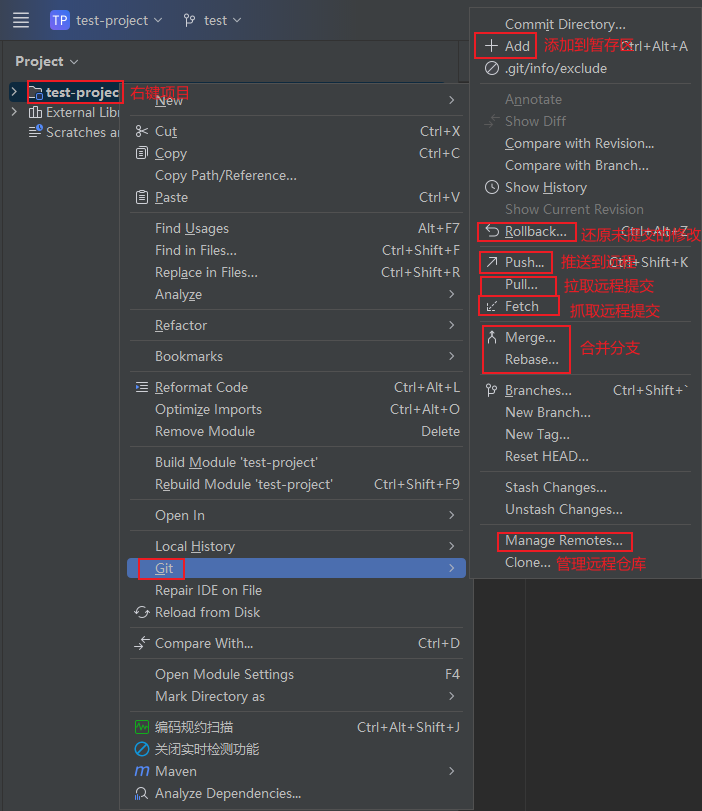 TP test-project test
Project
test-projec 右键项目
External Libr
Scratches an
New
Cut Ctrl+X
Copy Ctrl+C
Copy Path/Reference...
Paste Ctrl+V
Find Usages Alt+F7
Find in Files... Ctrl+Shift+F
Replace in Files... Ctrl+Shift+R
Analyze
Refactor
Bookmarks
Reformat Code Ctrl+Alt+L
Optimize Imports Ctrl+Alt+O
Remove Module Delete
Build Module 'test-project'
Rebuild Module 'test-project' Ctrl+Shift+F9
Open In
Local History
Git
Repair IDE on File
Reload from Disk
Compare With... Ctrl+D
Open Module Settings F4
Mark Directory as
编码规约扫描 Ctrl+Alt+Shift+J
关闭实时检测功能
m Maven
Analyze Dependencies...
Commit Directory...
Add 添加到暂存区 Ctrl+Alt+A
.git/info/exclude
Annotate
Show Diff
Compare with Revision...
Compare with Branch...
Show History
Show Current Revision
Rollback... 还原未提交的修改 Ctrl+Alt+Z
Push... 推送到远程 Ctrl+Shift+K
Pull... 拉取远程提交
Fetch 抓取远程提交
Merge... 合并分支
Rebase...
Branches... Ctrl+Shift+`
New Branch...
New Tag...
Reset HEAD...
Stash Changes...
Unstash Changes...
Manage Remotes...
Clone... 管理远程仓库